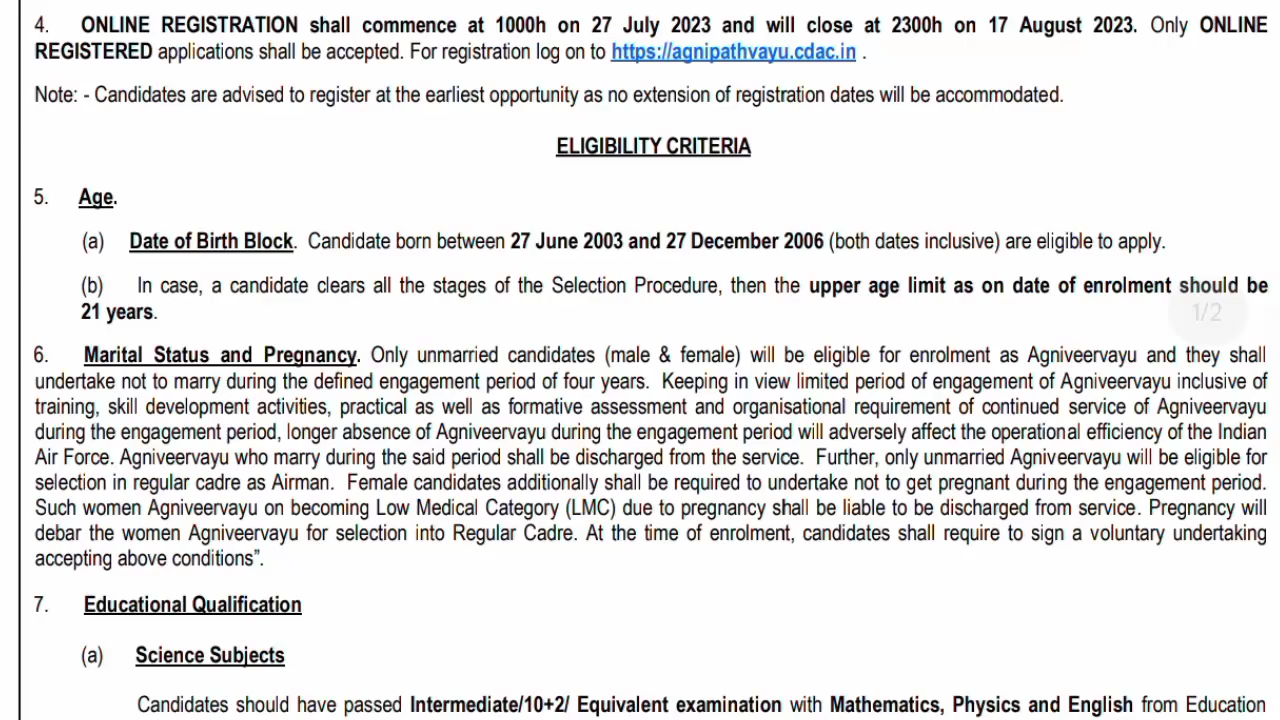 4. ONLINE REGISTRATION shall commence at 1000h on 27 July 2023 and will close at 2300h on 17 August 2023. Only ONLINE
REGISTERED applications shall be accepted. For registration log on to https://agnipathvayu.cdac.in .
Note: - Candidates are advised to register at the earliest opportunity as no extension of registration dates will be accommodated.
ELIGIBILITY CRITERIA
5. Age.
(a) Date of Birth Block. Candidate born between 27 June 2003 and 27 December 2006 (both dates inclusive) are eligible to apply.
(b) In case, a candidate clears all the stages of the Selection Procedure, then the upper age limit as on date of enrolment should be
21 years.
1/2
6. Marital Status and Pregnancy. Only unmarried candidates (male & female) will be eligible for enrolment as Agniveervayu and they shall
undertake not to marry during the defined engagement period of four years. Keeping in view limited period of engagement of Agniveervayu inclusive of
training, skill development activities, practical as well as formative assessment and organisational requirement of continued service of Agniveervayu
during the engagement period, longer absence of Agniveervayu during the engagement period will adversely affect the operational efficiency of the Indian
Air Force. Agniveervayu who marry during the said period shall be discharged from the service. Further, only unmarried Agniveervayu will be eligible for
selection in regular cadre as Airman. Female candidates additionally shall be required to undertake not to get pregnant during the engagement period.
Such women Agniveervayu on becoming Low Medical Category (LMC) due to pregnancy shall be liable to be discharged from service. Pregnancy will
debar the women Agniveervayu for selection into Regular Cadre. At the time of enrolment, candidates shall require to sign a voluntary undertaking
accepting above conditions”.
7. Educational Qualification
(a) Science Subjects
Candidates should have passed Intermediate/10+2/ Equivalent examination with Mathematics, Physics and English from Education